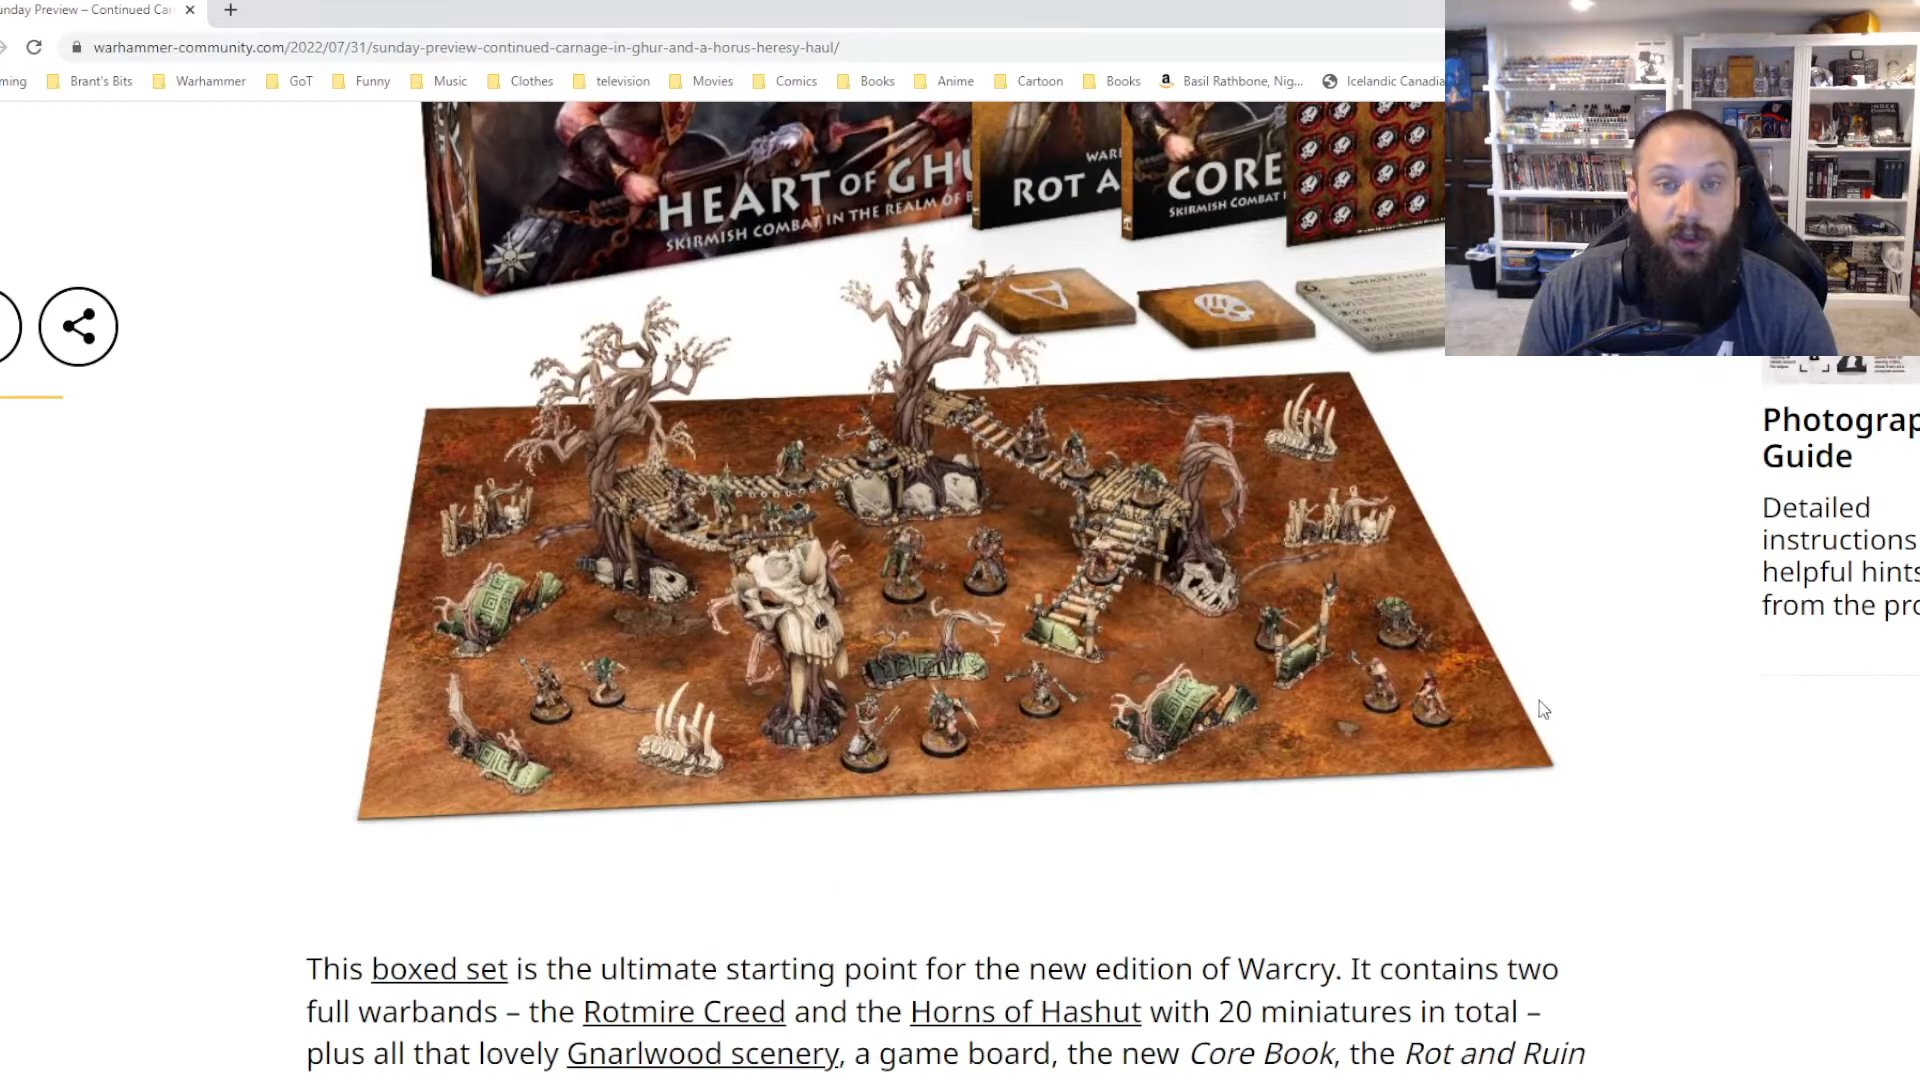 unday Preview – Continued Car
warhammer-community.com/2022/07/31/sunday-preview-continued-carnage-in-ghur-and-a-horus-heresy-haul/
ming Brant's Bits Warhammer GoT Funny Music Clothes television Movies Comics Books Anime Cartoon Books Basil Rathbone, Nig... Icelandic Canadia
HEART OF GHU
SKIRMISH COMBAT IN THE REALM OF B
WAR
ROT A
CORE
SKIRMISH COMBAT
Photograp
Guide
Detailed
instructions
helpful hints
from the pro
This boxed set is the ultimate starting point for the new edition of Warcry. It contains two
full warbands – the Rotmire Creed and the Horns of Hashut with 20 miniatures in total –
plus all that lovely Gnarlwood scenery, a game board, the new Core Book, the Rot and Ruin